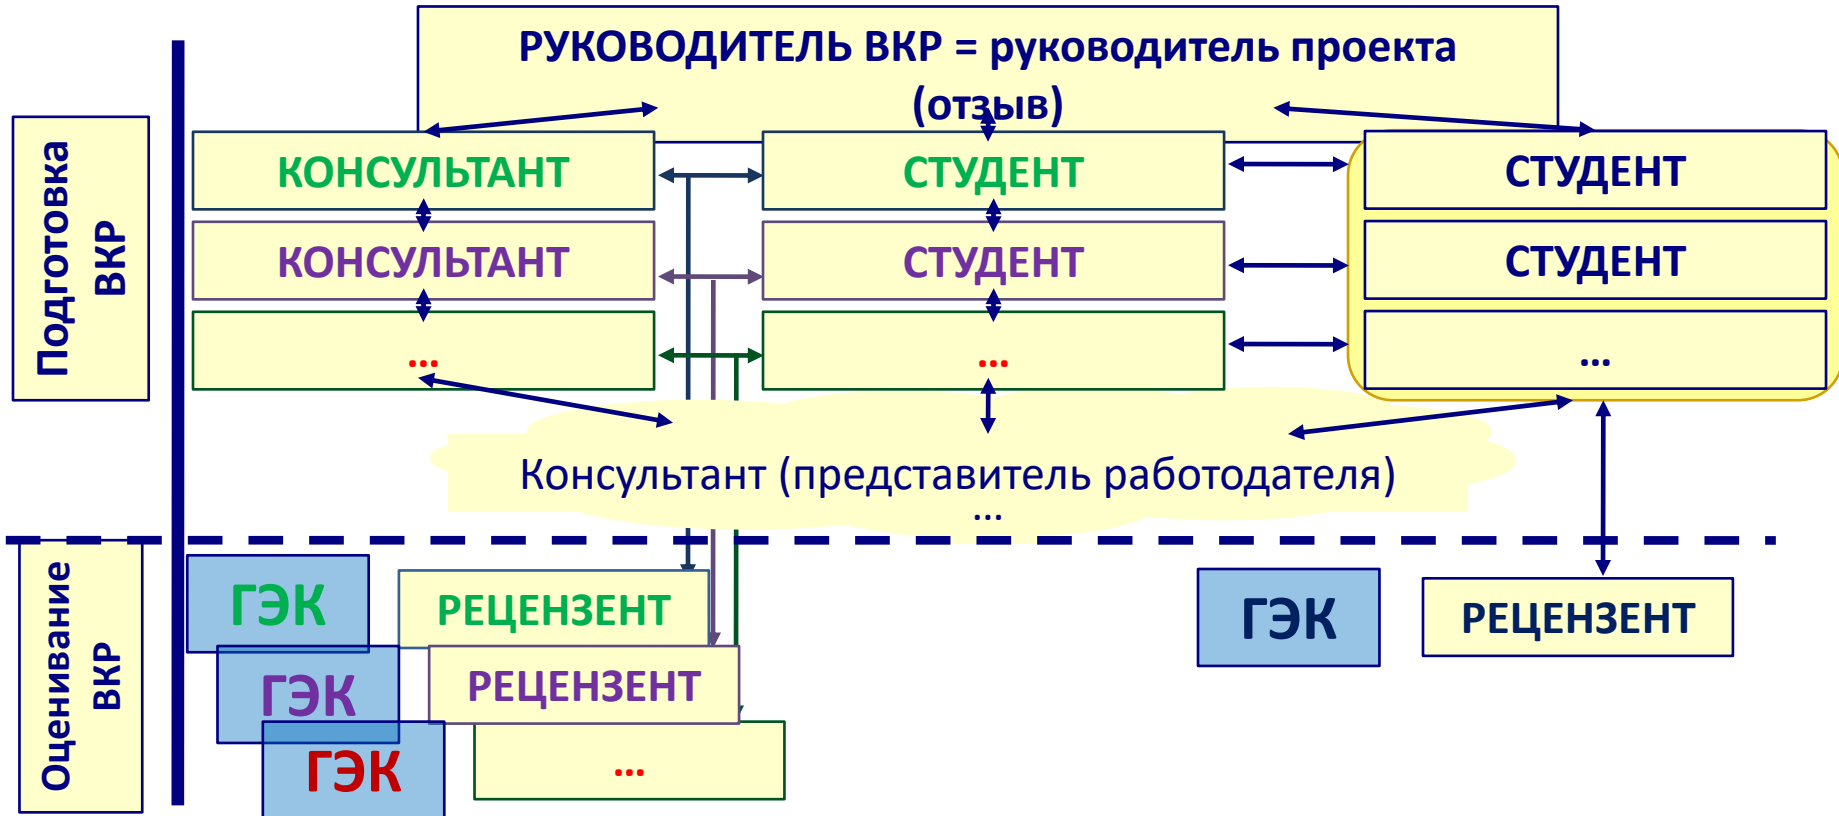 РУКОВОДИТЕЛЬ ВКР = руководитель проекта
(отзыв)
Подготовка
ВКР
КОНСУЛЬТАНТ
СТУДЕНТ
СТУДЕНТ
КОНСУЛЬТАНТ
СТУДЕНТ
СТУДЕНТ
...
...
...
Консультант (представитель работодателя)
...
Оценивание
ВКР
ГЭК
РЕЦЕНЗЕНТ
ГЭК
РЕЦЕНЗЕНТ
ГЭК
РЕЦЕНЗЕНТ
ГЭК
...